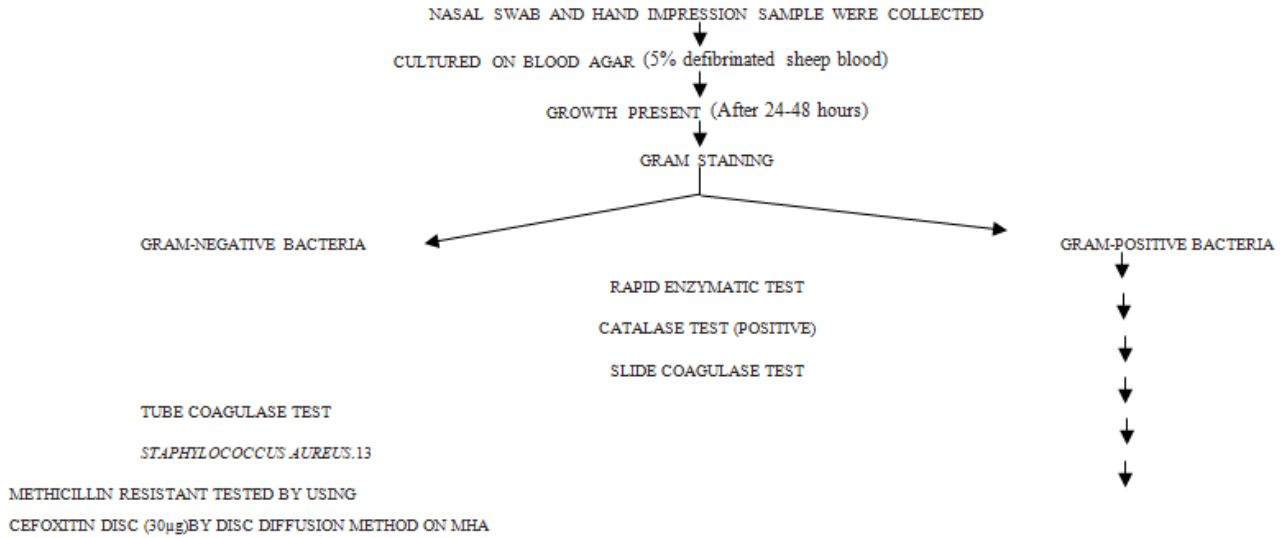 NASAL SWAB AND HAND IMPRESSION SAMPLE WERE COLLECTED
CULTURED ON BLOOD AGAR (5% defibrinated sheep blood)
GROWTH PRESENT (After 24-48 hours)
GRAM STAINING
GRAM-NEGATIVE BACTERIA
GRAM-POSITIVE BACTERIA
RAPID ENZYMATIC TEST
CATALASE TEST (POSITIVE)
SLIDE COAGULASE TEST
TUBE COAGULASE TEST
STAPHYLOCOCCUS AUREUS.13
METHICILLIN RESISTANT TESTED BY USING
CEFOXITIN DISC (30µg)BY DISC DIFFUSION METHOD ON MHA